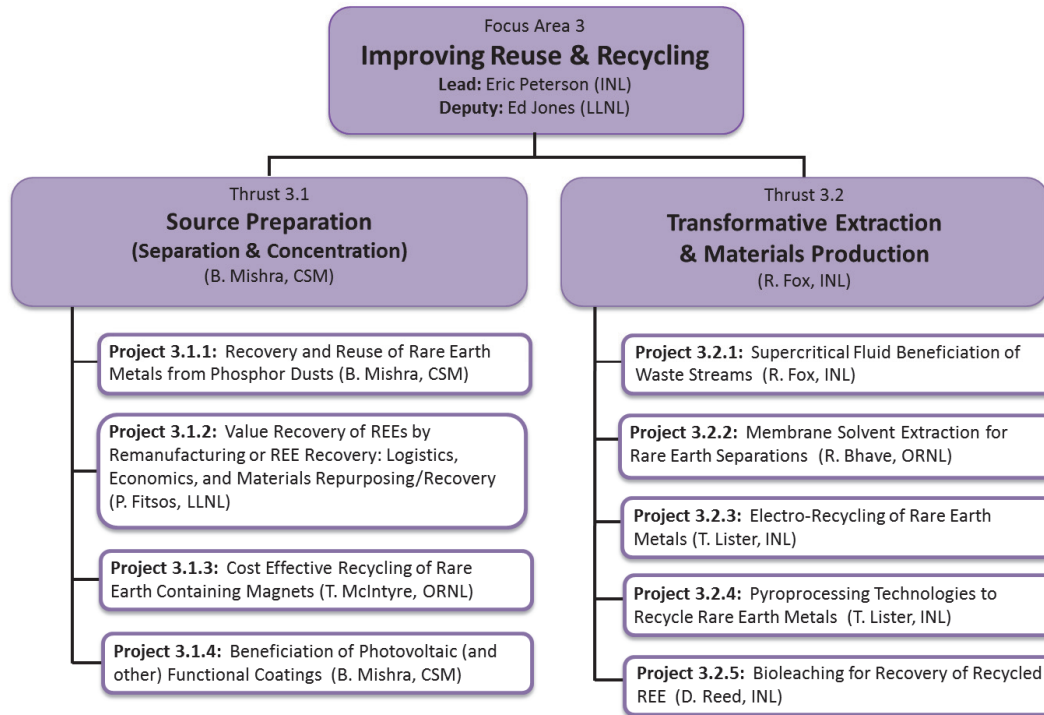 Focus Area 3
Improving Reuse & Recycling
Lead: Eric Peterson (INL)
Deputy: Ed Jones (LLNL)
Thrust 3.1
Source Preparation
(Separation & Concentration)
(B. Mishra, CSM)
Project 3.1.1: Recovery and Reuse of Rare Earth
Metals from Phosphor Dusts (B. Mishra, CSM)
Project 3.1.2: Value Recovery of REEs by
Remanufacturing or REE Recovery: Logistics,
Economics, and Materials Repurposing/Recovery
(P. Fitsos, LLNL)
Project 3.1.3: Cost Effective Recycling of Rare
Earth Containing Magnets (T. McIntyre, ORNL)
Project 3.1.4: Beneficiation of Photovoltaic (and
other) Functional Coatings (B. Mishra, CSM)
Thrust 3.2
Transformative Extraction
& Materials Production
(R. Fox, INL)
Project 3.2.1: Supercritical Fluid Beneficiation of
Waste Streams (R. Fox, INL)
Project 3.2.2: Membrane Solvent Extraction for
Rare Earth Separations (R. Bhave, ORNL)
Project 3.2.3: Electro-Recycling of Rare Earth
Metals (T. Lister, INL)
Project 3.2.4: Pyroprocessing Technologies to
Recycle Rare Earth Metals (T. Lister, INL)
Project 3.2.5: Bioleaching for Recovery of Recycled
REE (D. Reed, INL)